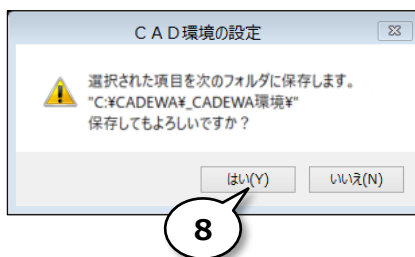 ＣＡＤ環境の設定
選択された項目を次のフォルダに保存します。
"C:¥CADEWA¥_CADEWA環境¥"
保存してもよろしいですか？
はい(Y)
いいえ(N)
8